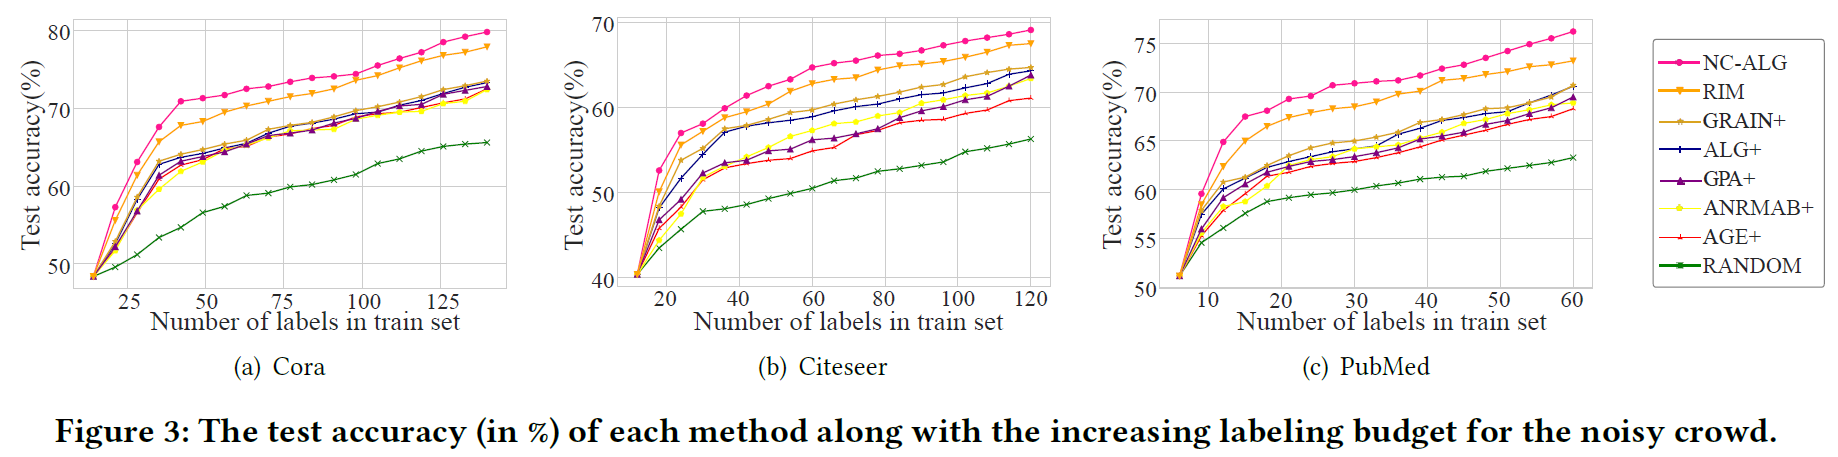 80
70
60
50
Test accuracy(%)
25 50 75 100 125
Number of labels in train set
(a) Cora
70
60
50
40
Test accuracy(%)
20 40 60 80 100 120
Number of labels in train set
(b) Citeseer
75
70
65
60
55
50
Test accuracy(%)
10 20 30 40 50 60
Number of labels in train set
(c) PubMed
NC-ALG
RIM
GRAIN+
ALG+
GPA+
ANRMAB+
AGE+
RANDOM
Figure 3: The test accuracy (in %) of each method along with the increasing labeling budget for the noisy crowd.